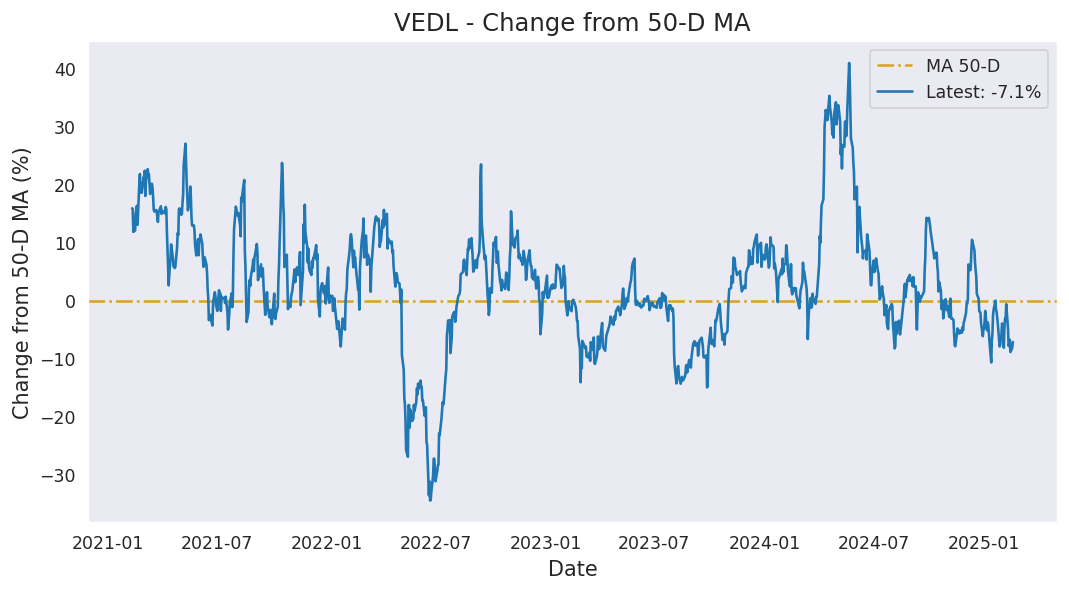 VEDL - Change from 50-D MA
MA 50-D
Latest: -7.1%
Change from 50-D MA (%)
40
30
20
10
0
−10
−20
−30
2021-01 2021-07 2022-01 2022-07 2023-01 2023-07 2024-01 2024-07 2025-01
Date